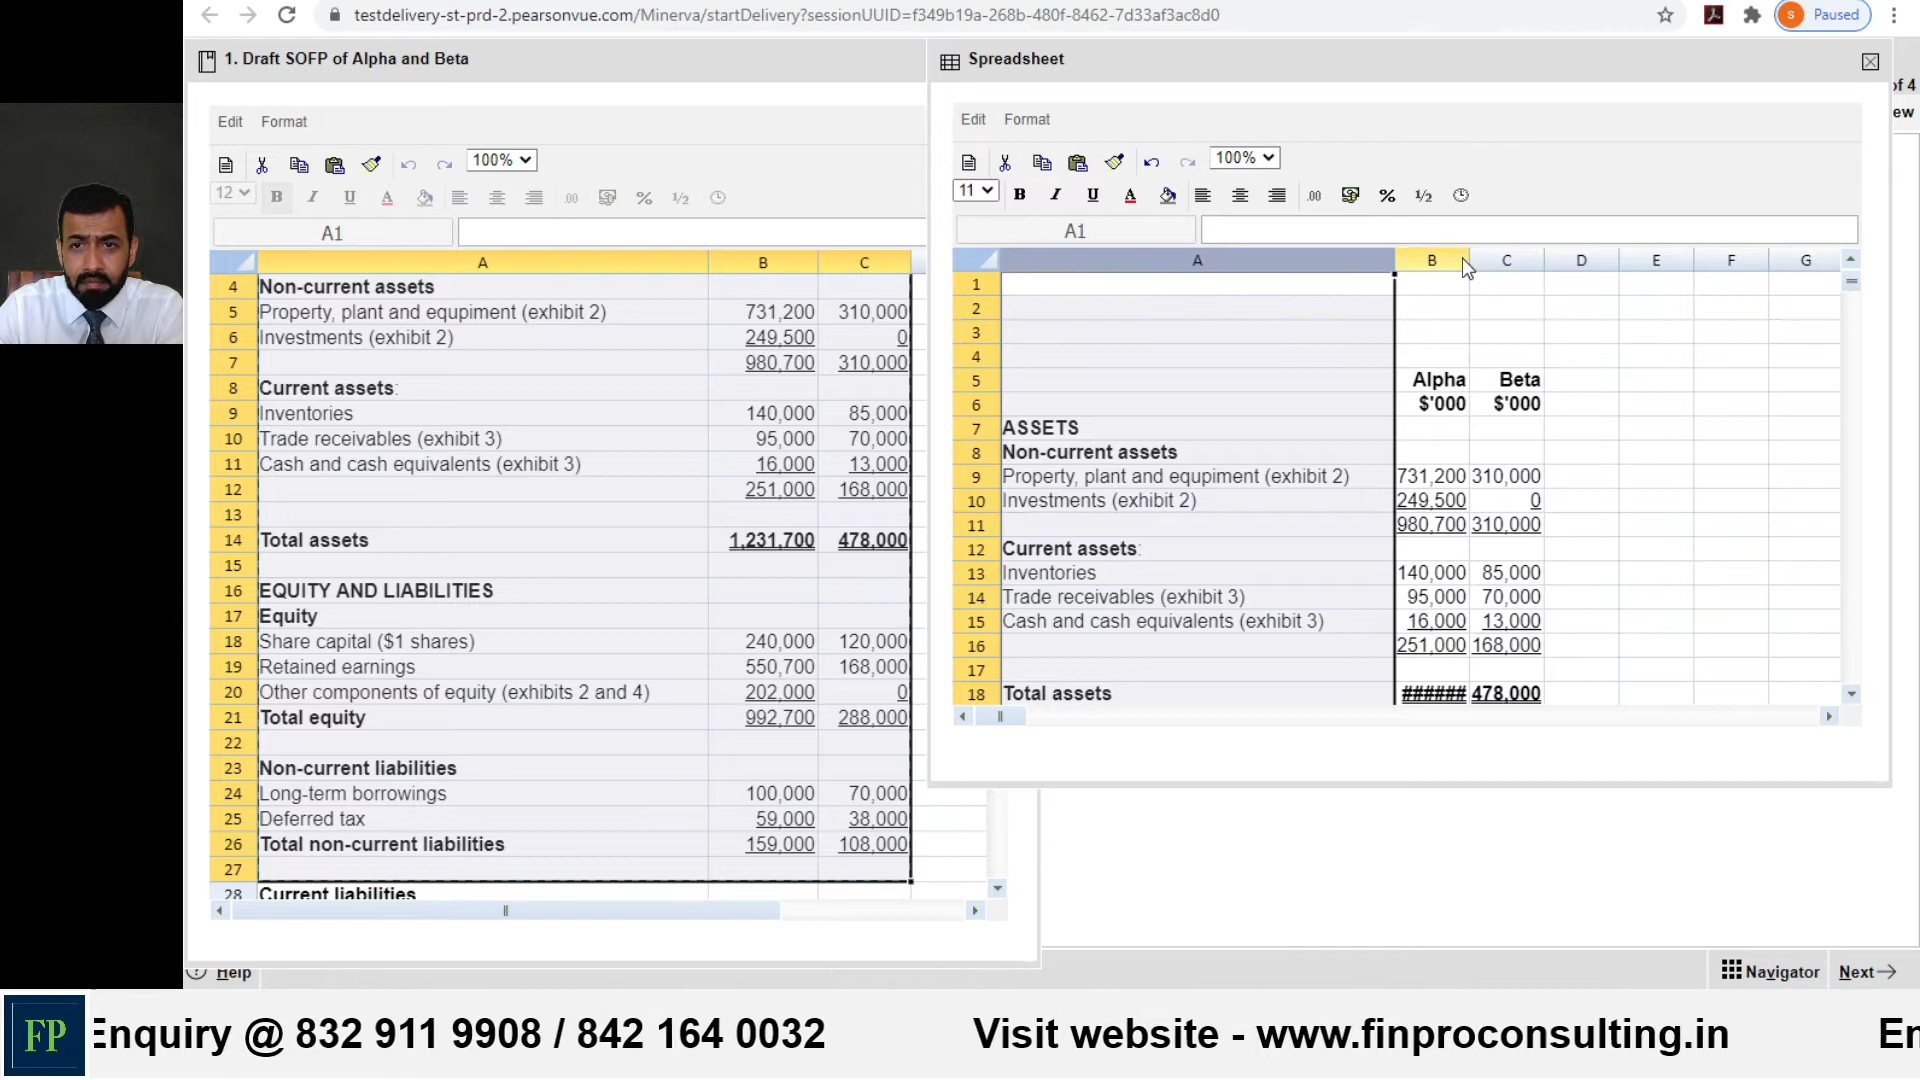 testdelivery-st-prd-2.pearsonvue.com/Minerva/startDelivery?sessionUUID=f349b19a-268b-480f-8462-7d33af3ac8d0
S Paused
1. Draft SOFP of Alpha and Beta
Edit Format
100%
12 B I U A .00 % 1/2
A1
A B C
4 Non-current assets
5 Property, plant and equpiment (exhibit 2) 731,200 310,000
6 Investments (exhibit 2) 249,500 0
7 980,700 310,000
8 Current assets:
9 Inventories 140,000 85,000
10 Trade receivables (exhibit 3) 95,000 70,000
11 Cash and cash equivalents (exhibit 3) 16,000 13,000
12 251,000 168,000
13
14 Total assets 1,231,700 478,000
15
16 EQUITY AND LIABILITIES
17 Equity
18 Share capital ($1 shares) 240,000 120,000
19 Retained earnings 550,700 168,000
20 Other components of equity (exhibits 2 and 4) 202,000 0
21 Total equity 992,700 288,000
22
23 Non-current liabilities
24 Long-term borrowings 100,000 70,000
25 Deferred tax 59,000 38,000
26 Total non-current liabilities 159,000 108,000
27
28 Current liabilities
Spreadsheet
of 4
ew
Edit Format
100%
11 B I U A .00 % 1/2
A1
A B C D E F G
1
2
3
4
5 Alpha Beta
6 $'000 $'000
7 ASSETS
8 Non-current assets
9 Property, plant and equpiment (exhibit 2) 731,200 310,000
10 Investments (exhibit 2) 249,500 0
11 980,700 310,000
12 Current assets:
13 Inventories 140,000 85,000
14 Trade receivables (exhibit 3) 95,000 70,000
15 Cash and cash equivalents (exhibit 3) 16,000 13,000
16 251,000 168,000
17
18 Total assets ###### 478,000
Help
Navigator Next
FP Enquiry @ 832 911 9908 / 842 164 0032 Visit website - www.finproconsulting.in En